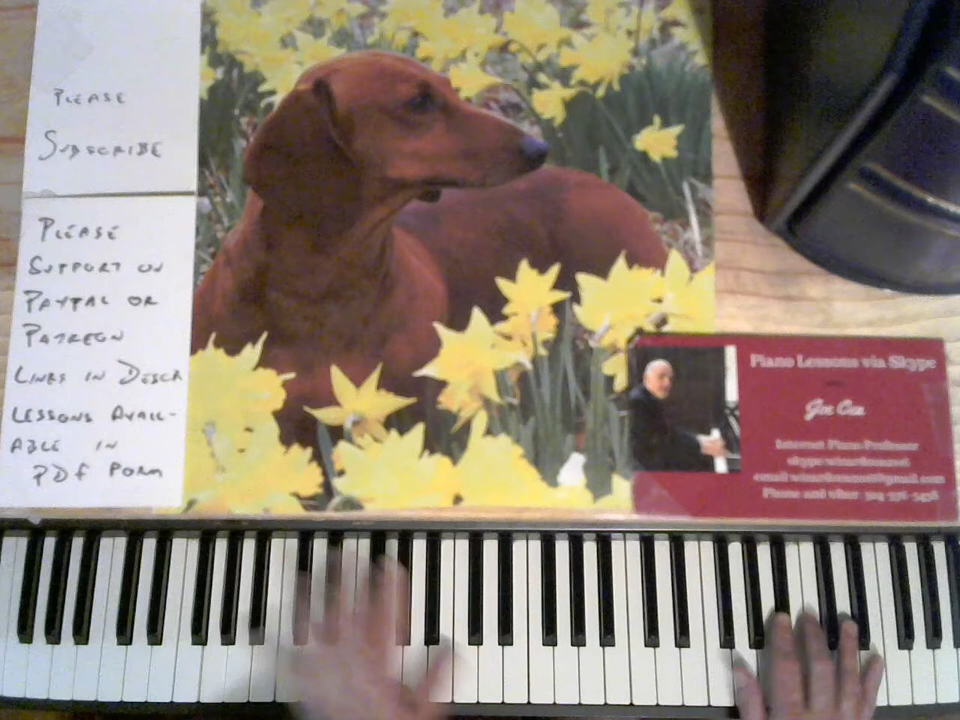 PLEASE
SUBSCRIBE
PLEASE
SUPPORT ON
PAYPAL OR
PATREON
LINKS IN DESCR
LESSONS AVAIL-
ABLE IN
PDF FORM
Piano Lessons via Skype
Joe
Internet Piano Professor